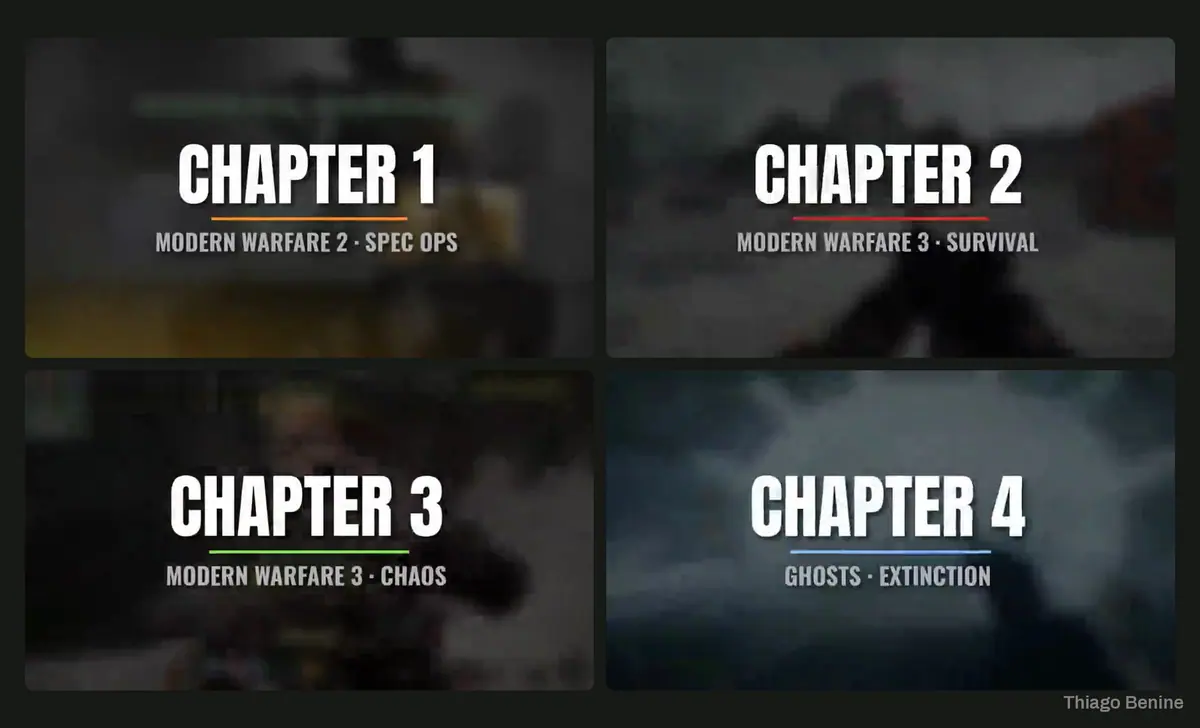 CHAPTER 1
MODERN WARFARE 2 · SPEC OPS
CHAPTER 2
MODERN WARFARE 3 · SURVIVAL
CHAPTER 3
MODERN WARFARE 3 · CHAOS
CHAPTER 4
GHOSTS · EXTINCTION
Thiago Benine